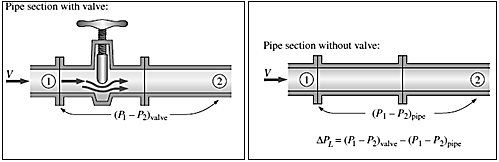 Pipe section with valve:
V
① ②
(P₁ – P₂)valve
Pipe section without valve:
V
① ②
(P₁ – P₂)pipe
ΔP_L = (P₁ – P₂)valve – (P₁ – P₂)pipe